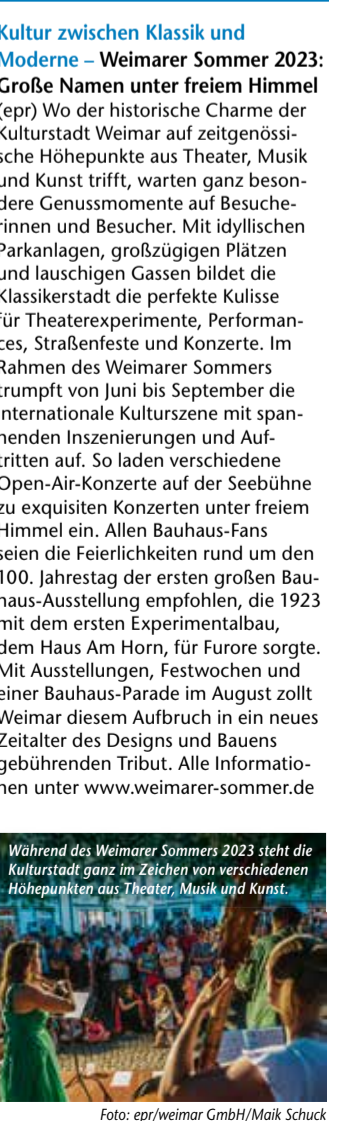 Kultur zwischen Klassik und
Moderne – Weimarer Sommer 2023:
Große Namen unter freiem Himmel
(epr) Wo der historische Charme der
Kulturstadt Weimar auf zeitgenössi-
sche Höhepunkte aus Theater, Musik
und Kunst trifft, warten ganz beson-
dere Genussmomente auf Besuche-
rinnen und Besucher. Mit idyllischen
Parkanlagen, großzügigen Plätzen
und lauschigen Gassen bildet die
Klassikerstadt die perfekte Kulisse
für Theaterexperimente, Performan-
ces, Straßenfeste und Konzerte. Im
Rahmen des Weimarer Sommers
trumpft von Juni bis September die
internationale Kulturszene mit span-
nenden Inszenierungen und Auf-
tritten auf. So laden verschiedene
Open-Air-Konzerte auf der Seebühne
zu exquisiten Konzerten unter freiem
Himmel ein. Allen Bauhaus-Fans
seien die Feierlichkeiten rund um den
100. Jahrestag der ersten großen Bau-
haus-Ausstellung empfohlen, die 1923
mit dem ersten Experimentalbau,
dem Haus Am Horn, für Furore sorgte.
Mit Ausstellungen, Festwochen und
einer Bauhaus-Parade im August zollt
Weimar diesem Aufbruch in ein neues
Zeitalter des Designs und Bauens
gebührenden Tribut. Alle Informatio-
nen unter www.weimarer-sommer.de
Während des Weimarer Sommers 2023 steht die
Kulturstadt ganz im Zeichen von verschiedenen
Höhepunkten aus Theater, Musik und Kunst.
Foto: epr/weimar GmbH/Maik Schuck